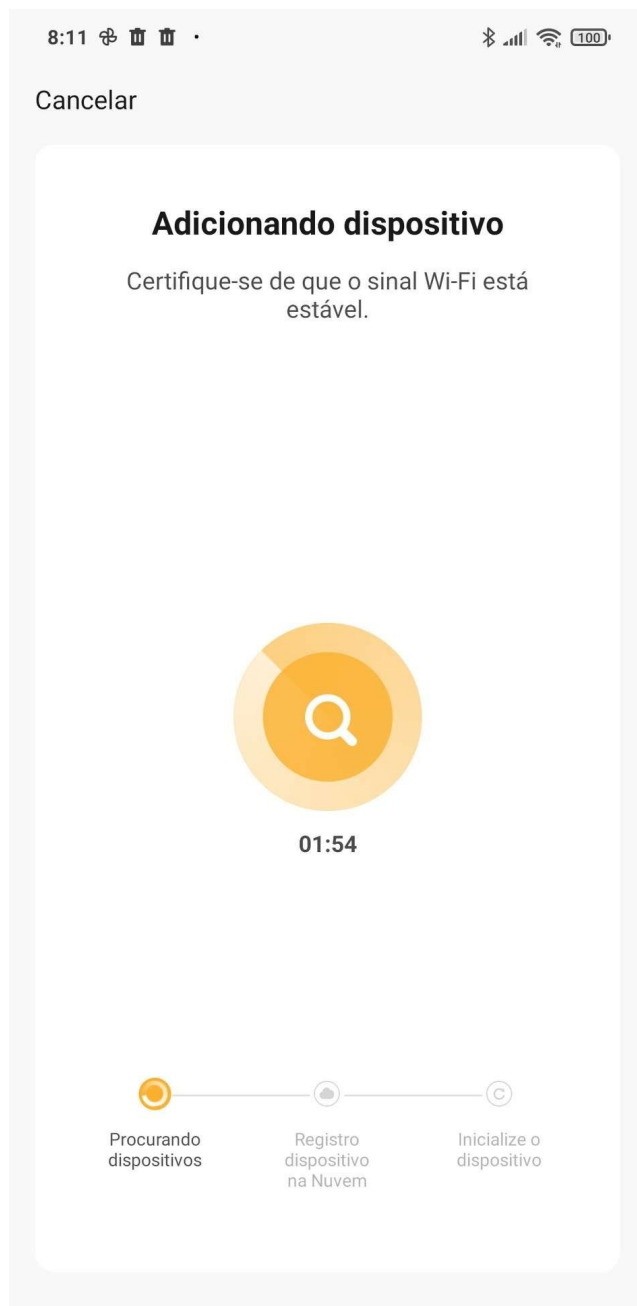 8:11
100
Cancelar
Adicionando dispositivo
Certifique-se de que o sinal Wi-Fi está
estável.
01:54
Procurando
dispositivos
Registro
dispositivo
na Nuvem
Inicialize o
dispositivo